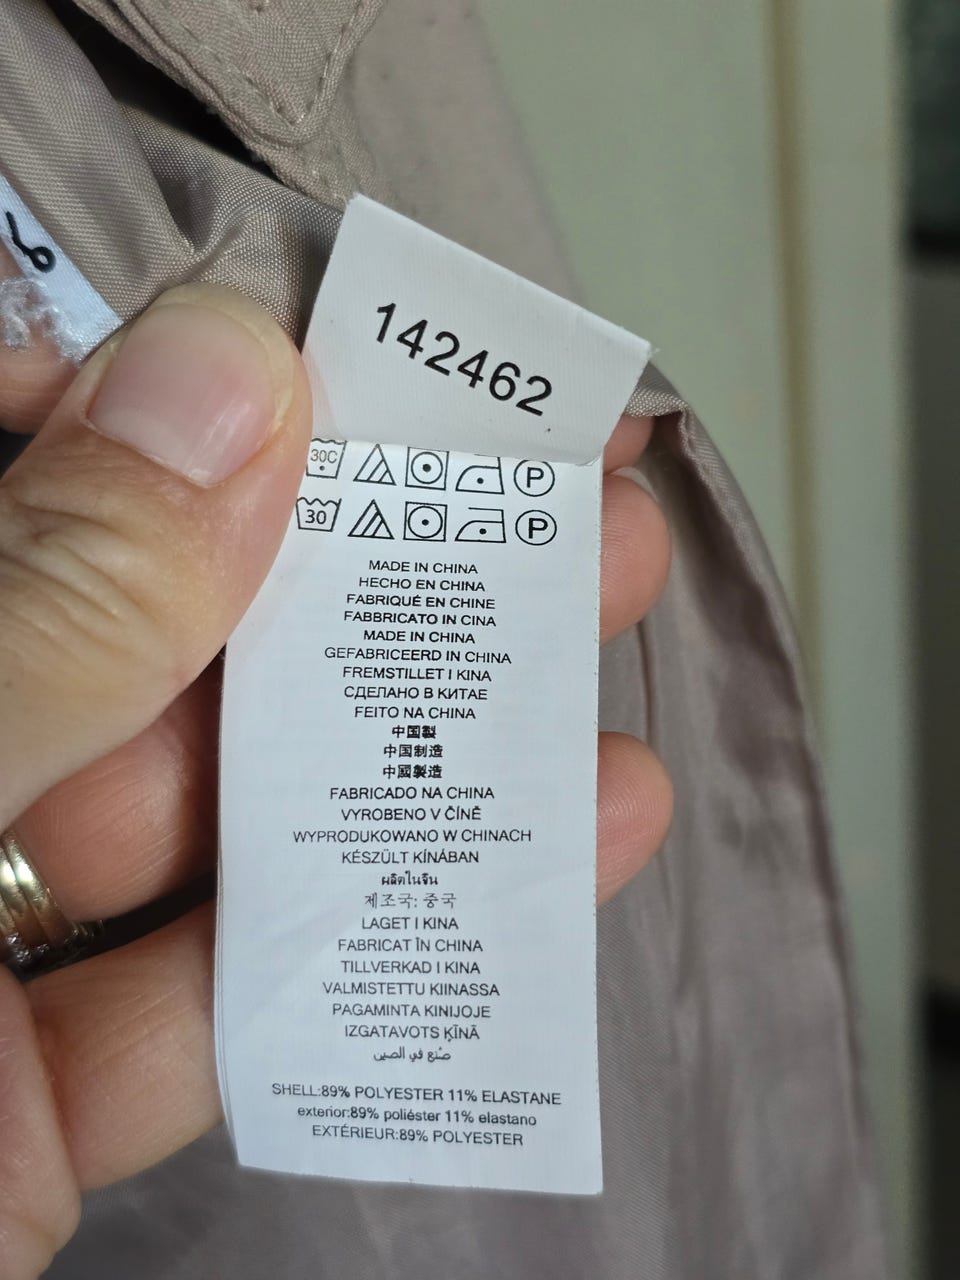 142462
30C
P
30
P
MADE IN CHINA
HECHO EN CHINA
FABRIQUÉ EN CHINE
FABBRICATO IN CINA
MADE IN CHINA
GEFABRICEERD IN CHINA
FREMSTILLET I KINA
СДЕЛАНО В КИТАЕ
FEITO NA CHINA
中国製
中国制造
中國製造
FABRICADO NA CHINA
VYROBENO V ČÍNĚ
WYPRODUKOWANO W CHINACH
KÉSZÜLT KÍNÁBAN
ผลิตในจีน
제조국: 중국
LAGET I KINA
FABRICAT ÎN CHINA
TILLVERKAD I KINA
VALMISTETTU KIINASSA
PAGAMINTA KINIJOJE
IZGATAVOTS ĶĪNĀ
صُنع في الصين
SHELL:89% POLYESTER 11% ELASTANE
exterior:89% poliéster 11% elastano
EXTÉRIEUR:89% POLYESTER